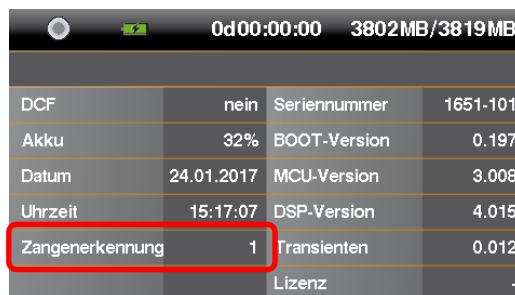 0d00:00:00 3802MB/3819MB
DCF nein Seriennummer 1651-101
Akku 32% BOOT-Version 0.197
Datum 24.01.2017 MCU-Version 3.008
Uhrzeit 15:17:07 DSP-Version 4.015
Zangenerkennung 1 Transienten 0.012
Lizenz -